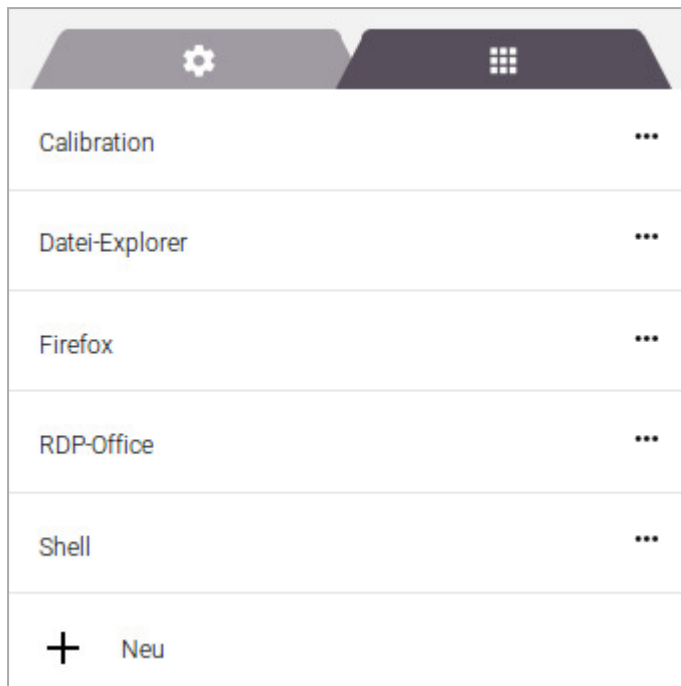 Calibration
Datei-Explorer
Firefox
RDP-Office
Shell
Neu